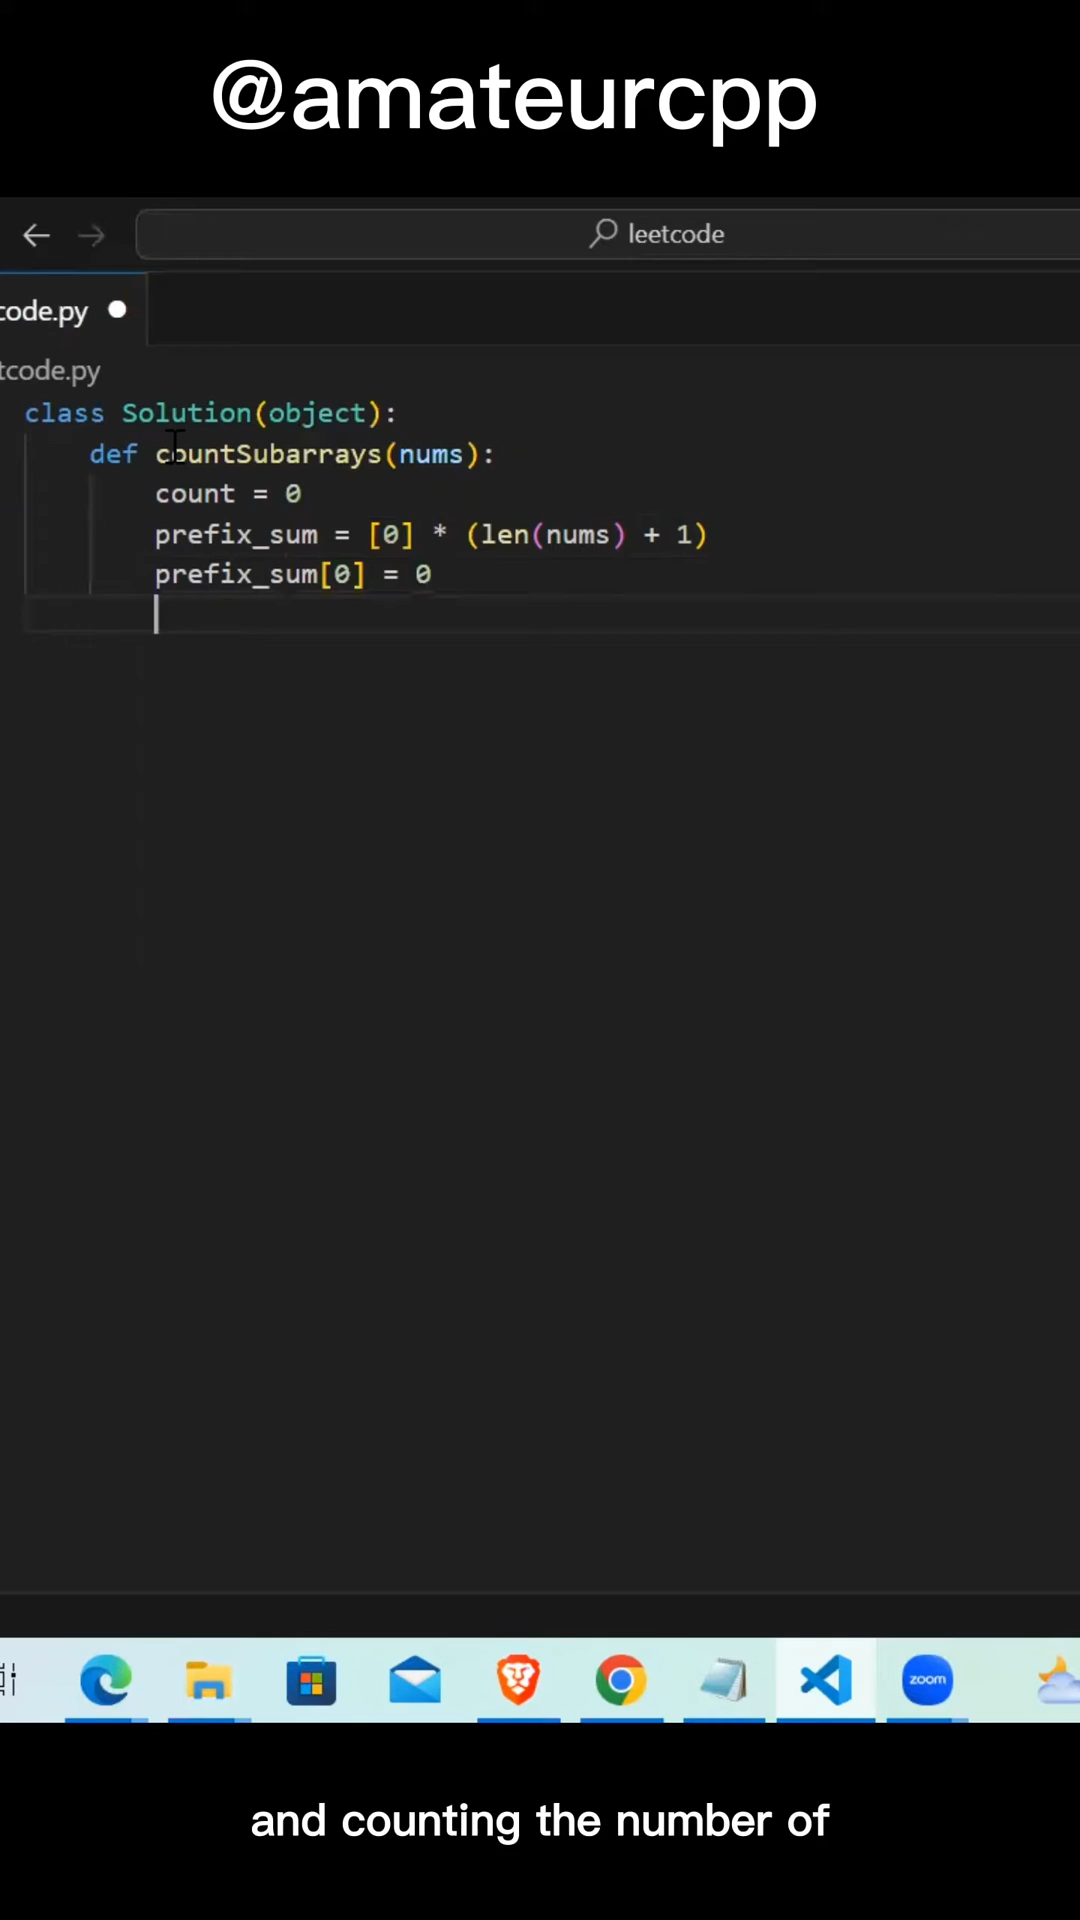 @amateurcpp
leetcode
code.py
tcode.py
class Solution(object):
def countSubarrays(nums):
count = 0
prefix_sum = [0] * (len(nums) + 1)
prefix_sum[0] = 0
zoom
and counting the number of